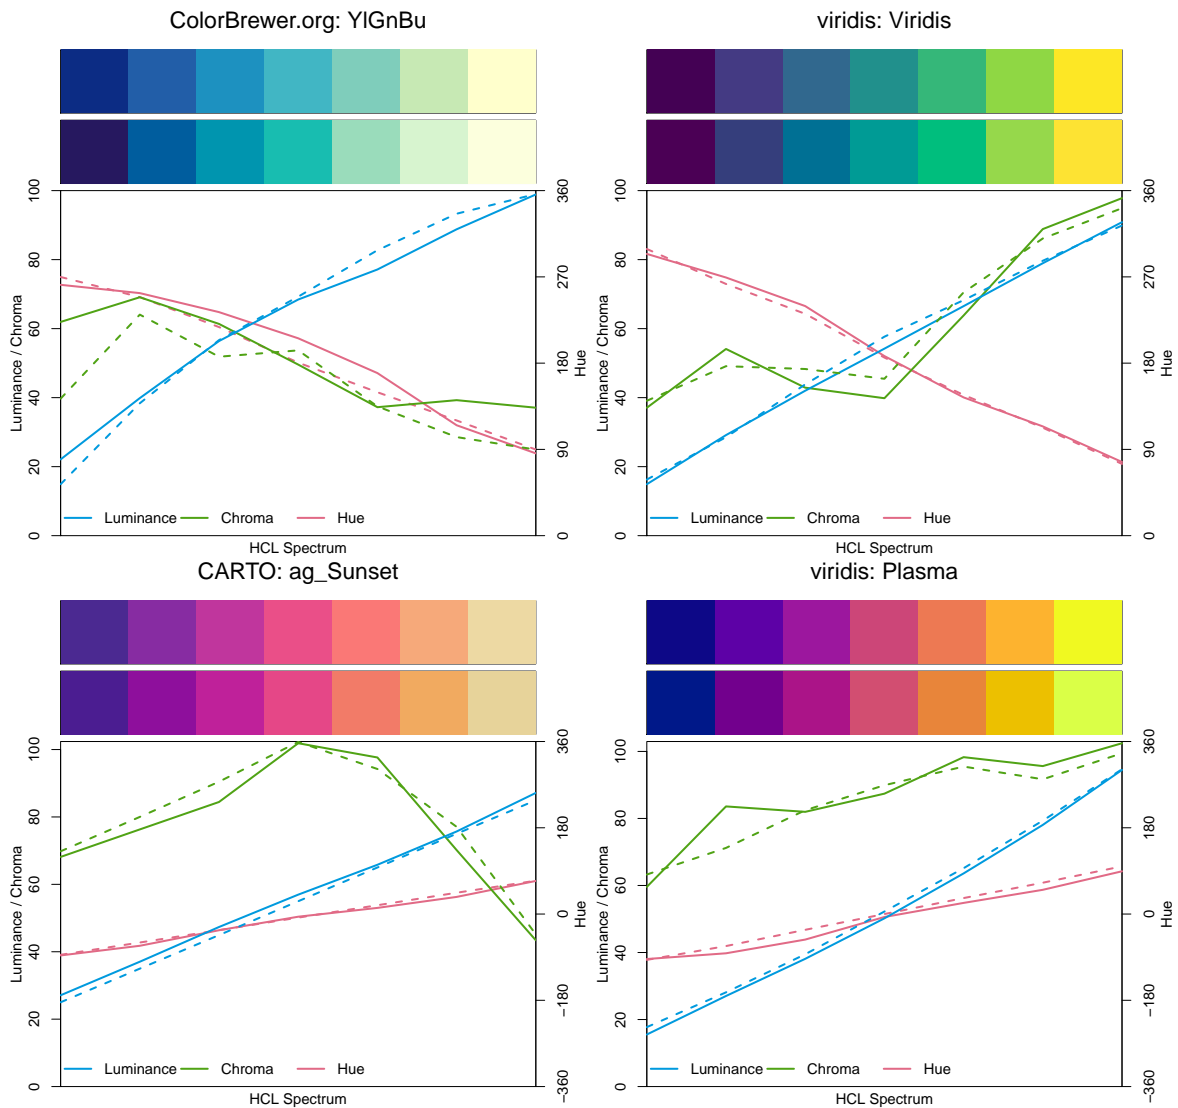 ColorBrewer.org: YlGnBu
viridis: Viridis
100
80
60
40
20
0
Luminance / Chroma
360
270
180
90
0
Hue
Luminance Chroma Hue
HCL Spectrum
100
80
60
40
20
0
Luminance / Chroma
360
270
180
90
0
Hue
Luminance Chroma Hue
HCL Spectrum
CARTO: ag_Sunset
viridis: Plasma
100
80
60
40
20
0
Luminance / Chroma
360
180
0
−180
−360
Hue
Luminance Chroma Hue
HCL Spectrum
100
80
60
40
20
0
Luminance / Chroma
360
180
0
−180
−360
Hue
Luminance Chroma Hue
HCL Spectrum